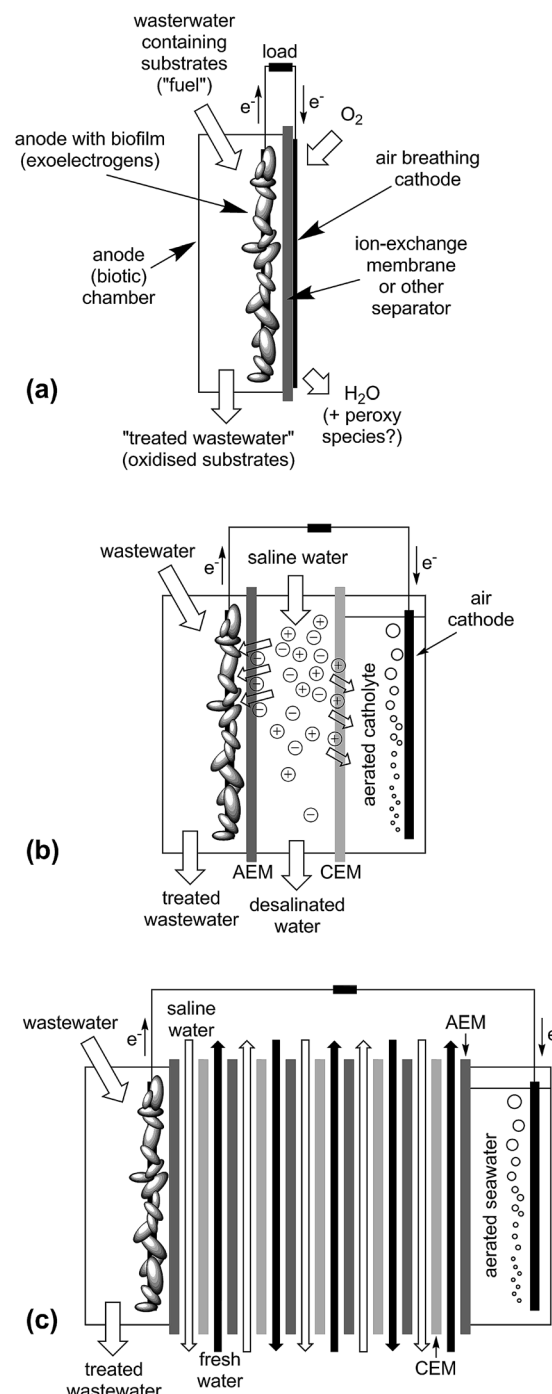 wasterwater
containing
substrates
("fuel")
load
e-
e-
O2
anode with biofilm
(exoelectrogens)
air breathing
cathode
anode
(biotic)
chamber
ion-exchange
membrane
or other
separator
(a)
H2O
(+ peroxy
species?)
"treated wastewater"
(oxidised substrates)
wastewater
e-
saline water
e-
air
cathode
aerated catholyte
(b)
AEM
CEM
treated
wastewater
desalinated
water
wastewater
e-
saline
water
AEM
e
aerated seawater
(c)
treated
wastewater
fresh
water
CEM